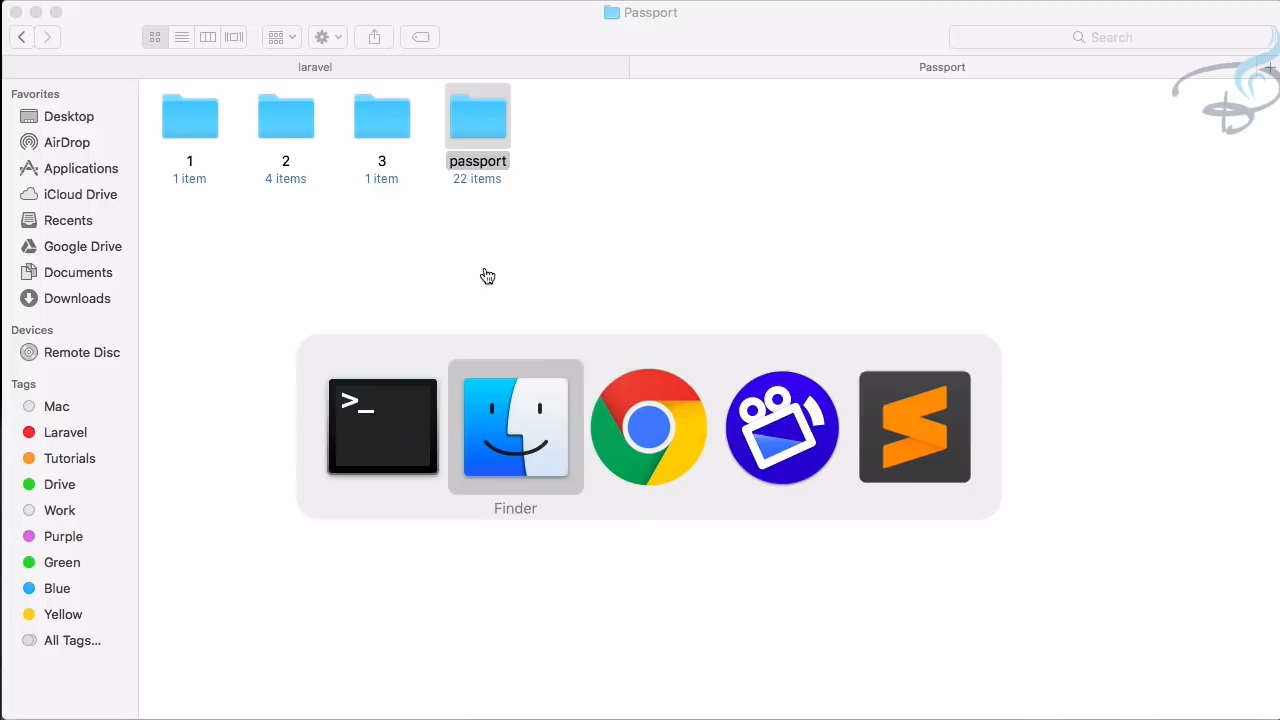 Passport
Search
laravel
Passport
Favorites
Desktop
AirDrop
Applications
iCloud Drive
Recents
Google Drive
Documents
Downloads
Devices
Remote Disc
Tags
Mac
Laravel
Tutorials
Drive
Work
Purple
Green
Blue
Yellow
All Tags...
1
1 item
2
4 items
3
1 item
passport
22 items
>_
Finder